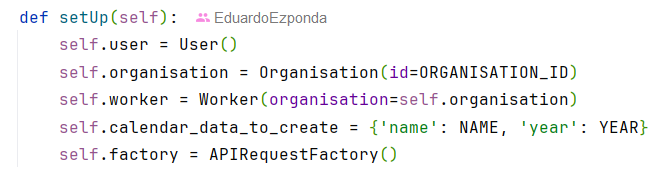 def setUp(self): EduardoEzponda
    self.user = User()
    self.organisation = Organisation(id=ORGANISATION_ID)
    self.worker = Worker(organisation=self.organisation)
    self.calendar_data_to_create = {'name': NAME, 'year': YEAR}
    self.factory = APIRequestFactory()